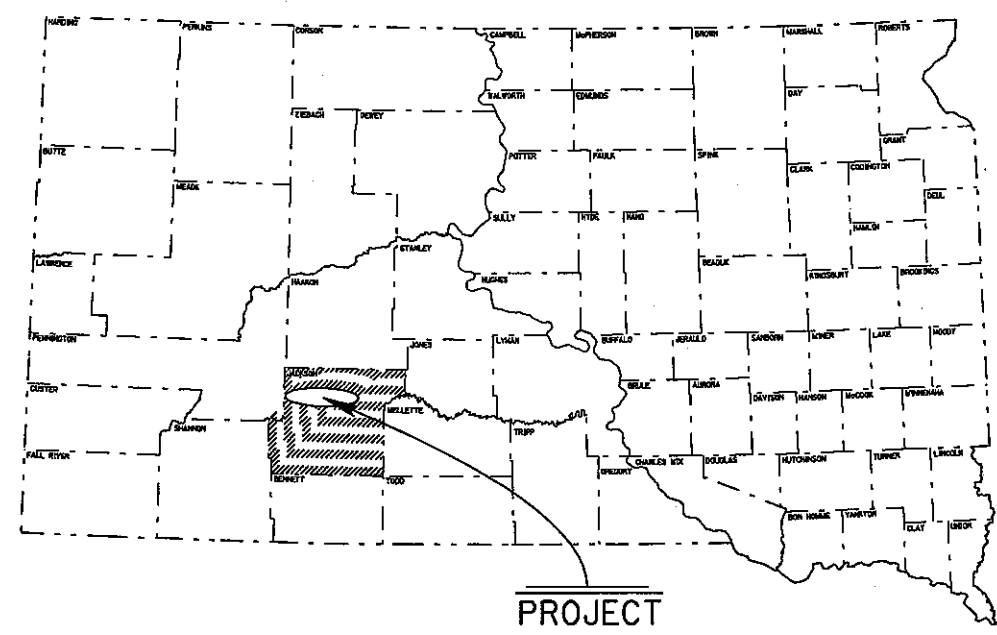 HARDING
PERKINS
CORSON
CAMPBELL
McPHERSON
BROWN
MARSHALL
ROBERTS
WALWORTH
EDMUNDS
DAY
ZIEBACH
DEWEY
GRANT
BUTTE
POTTER
FAULK
SPINK
CLARK
CODINGTON
MEADE
DEUL
SULLY
HYDE
HAND
HAMLIN
STANLEY
LAWRENCE
BEADLE
KINGSBURY
BROOKINGS
HAAKON
HUGHES
PENNINGTON
JONES
LYMAN
BUFFALO
JERAULD
SANBORN
MINER
LAKE
MOODY
JACKSON
CUSTER
BRULE
AURORA
DAVISON
HANSON
McCOOK
MINNEHAHA
MELLETTE
SHANNON
TRIPP
FALL RIVER
GREGORY
CHARLES MIX
DOUGLAS
HUTCHINSON
TURNER
LINCOLN
BENNETT
TODD
BON HOMME
YANKTON
CLAY
UNION
PROJECT